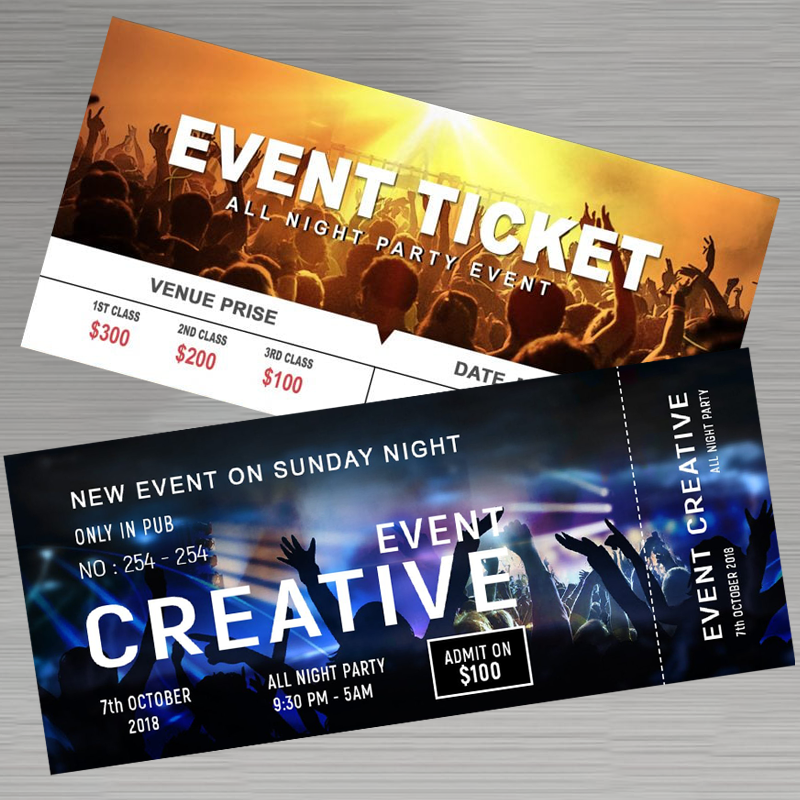 EVENT TICKET
ALL NIGHT PARTY EVENT
VENUE PRISE
1ST CLASS
$300
2ND CLASS
$200
3RD CLASS
$100
DATE
NEW EVENT ON SUNDAY NIGHT
ONLY IN PUB
NO : 254 - 254
EVENT
CREATIVE
7th OCTOBER
2018
ALL NIGHT PARTY
9:30 PM - 5AM
ADMIT ON
$100
EVENT CREATIVE
ALL NIGHT PARTY
7th OCTOBER 2018